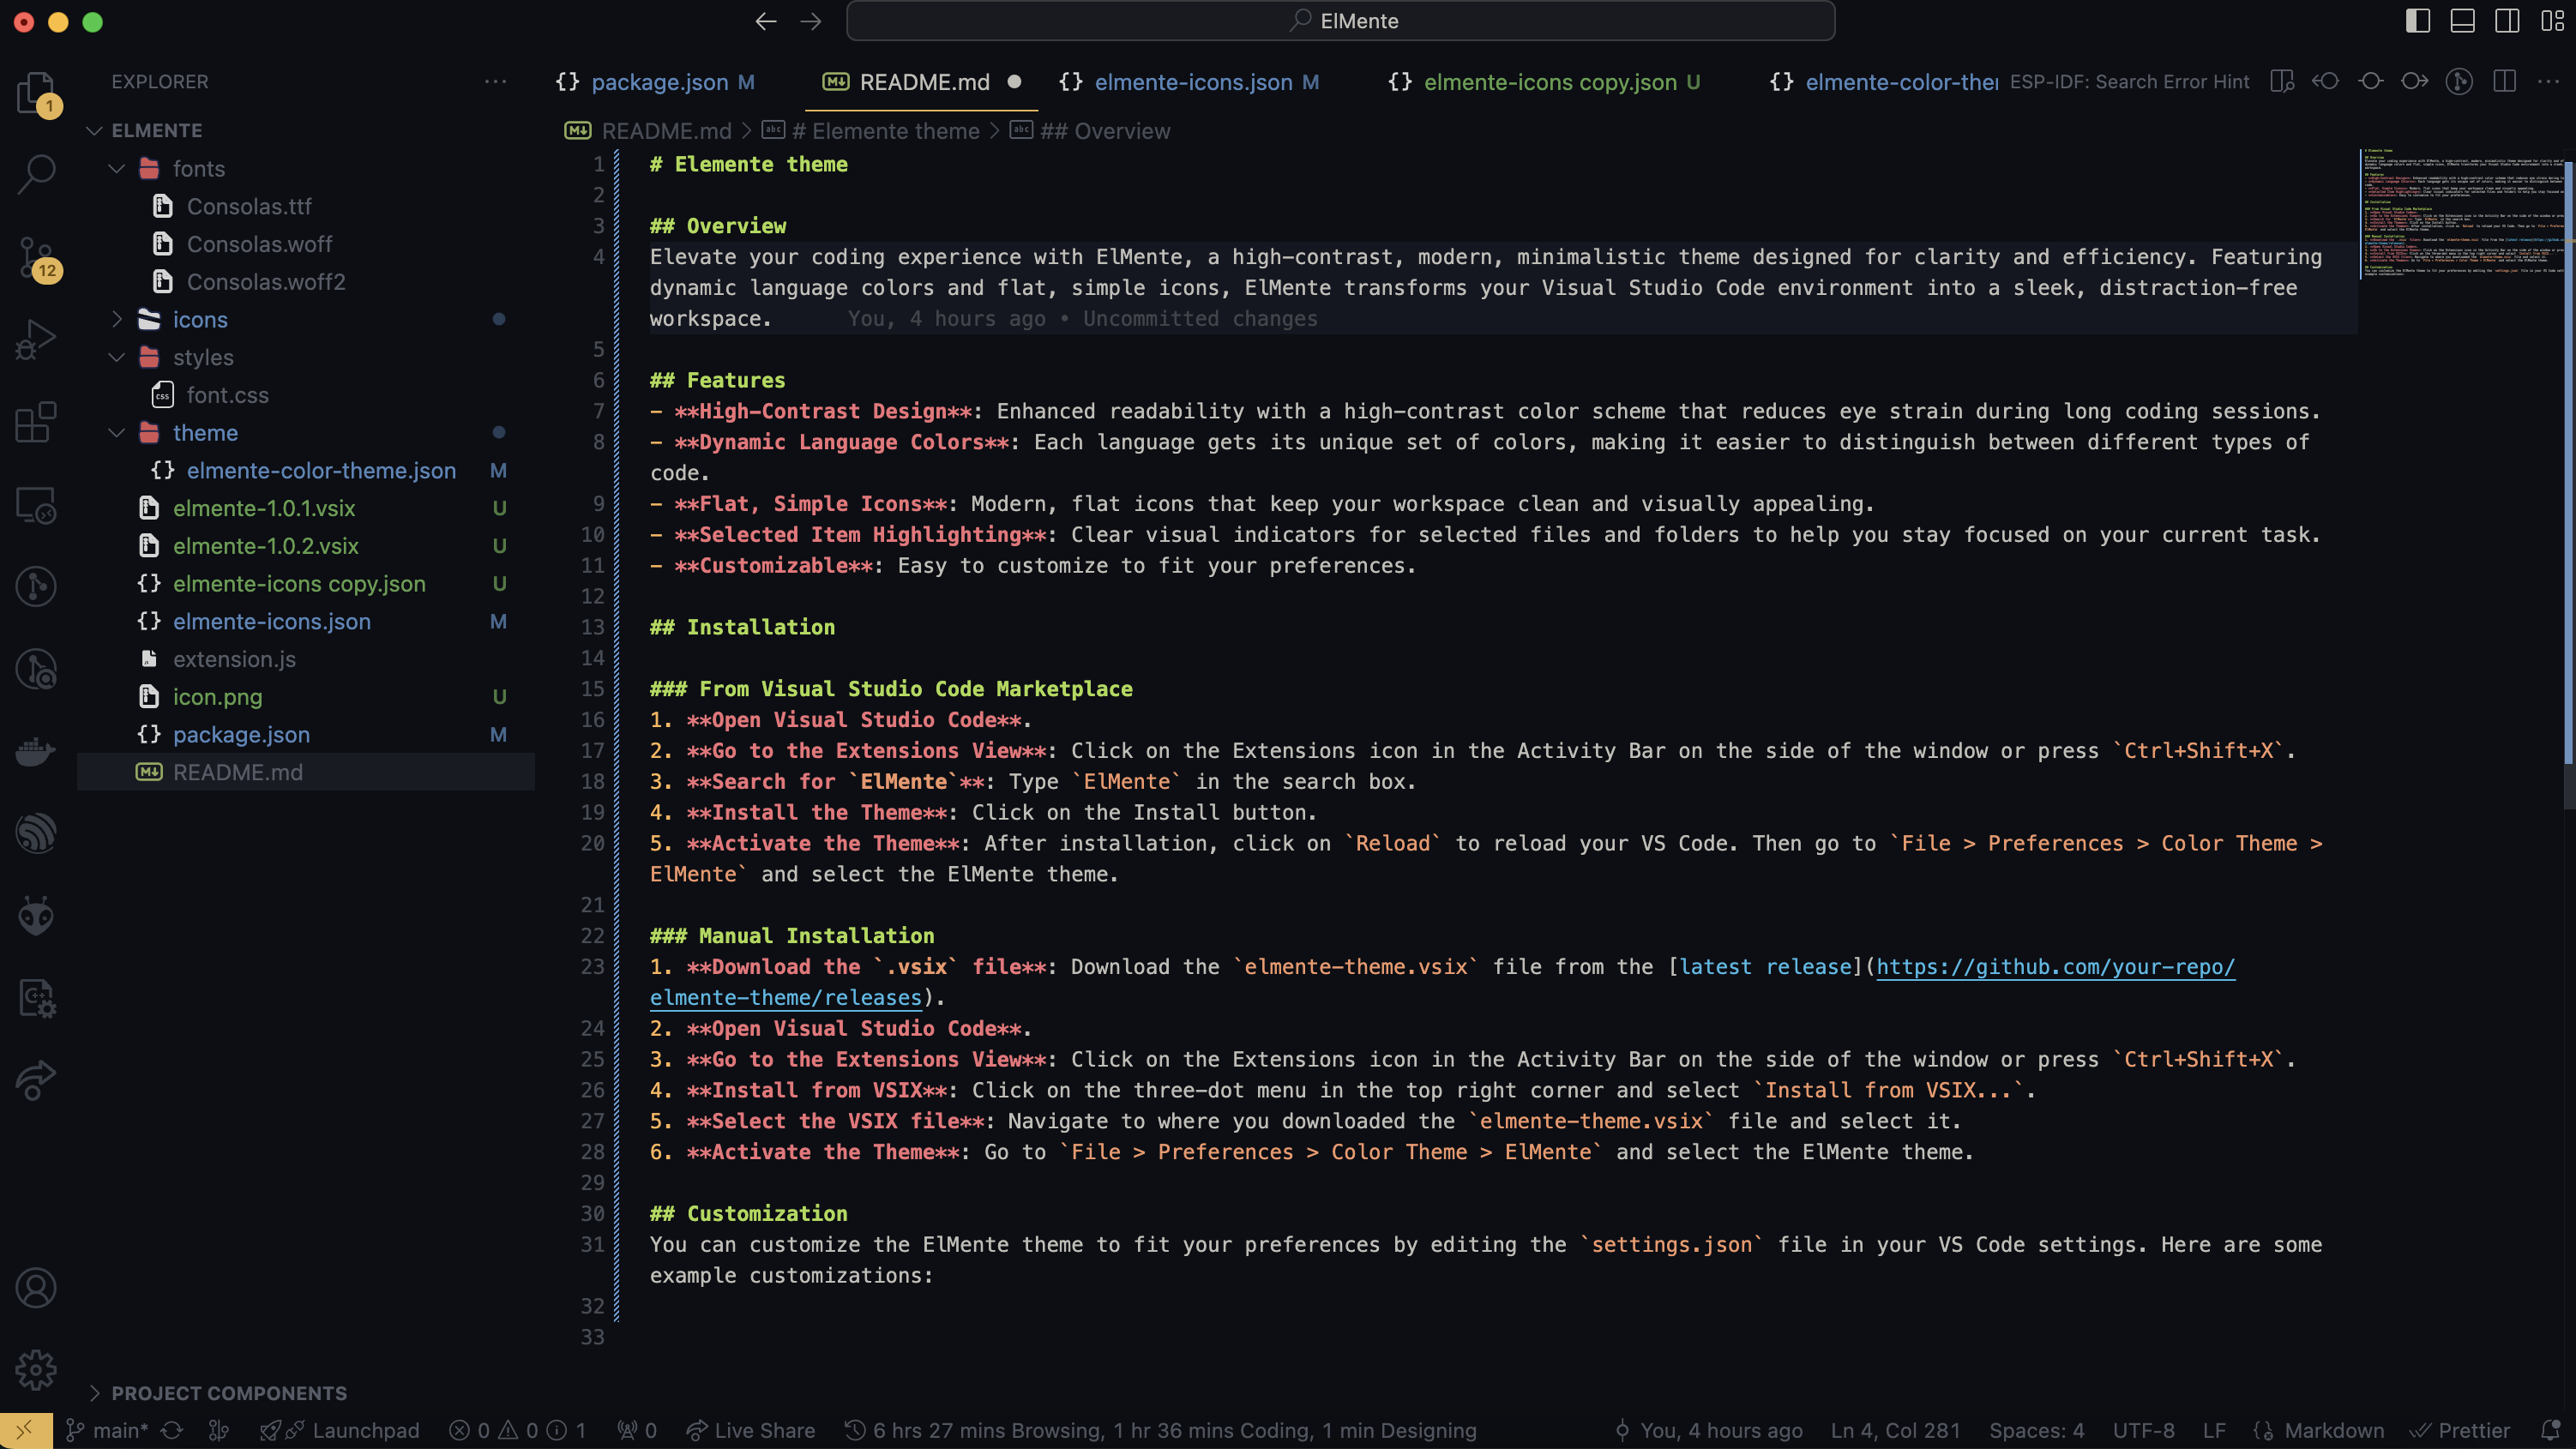 ElMente
EXPLORER
ELMENTE
fonts
Consolas.ttf
Consolas.woff
Consolas.woff2
icons
styles
font.css
theme
elmente-color-theme.json M
elmente-1.0.1.vsix U
elmente-1.0.2.vsix U
elmente-icons copy.json U
elmente-icons.json M
extension.js
icon.png U
package.json M
README.md
PROJECT COMPONENTS
1
12
package.json M
README.md
elmente-icons.json M
elmente-icons copy.json U
elmente-color-the
ESP-IDF: Search Error Hint
README.md > # Elemente theme > ## Overview
1 # Elemente theme
2
3 ## Overview
4 Elevate your coding experience with ElMente, a high-contrast, modern, minimalistic theme designed for clarity and efficiency. Featuring
dynamic language colors and flat, simple icons, ElMente transforms your Visual Studio Code environment into a sleek, distraction-free
workspace. You, 4 hours ago • Uncommitted changes
5
6 ## Features
7 - **High-Contrast Design**: Enhanced readability with a high-contrast color scheme that reduces eye strain during long coding sessions.
8 - **Dynamic Language Colors**: Each language gets its unique set of colors, making it easier to distinguish between different types of
code.
9 - **Flat, Simple Icons**: Modern, flat icons that keep your workspace clean and visually appealing.
10 - **Selected Item Highlighting**: Clear visual indicators for selected files and folders to help you stay focused on your current task.
11 - **Customizable**: Easy to customize to fit your preferences.
12
13 ## Installation
14
15 ### From Visual Studio Code Marketplace
16 1. **Open Visual Studio Code**.
17 2. **Go to the Extensions View**: Click on the Extensions icon in the Activity Bar on the side of the window or press `Ctrl+Shift+X`.
18 3. **Search for `ElMente`**: Type `ElMente` in the search box.
19 4. **Install the Theme**: Click on the Install button.
20 5. **Activate the Theme**: After installation, click on `Reload` to reload your VS Code. Then go to `File > Preferences > Color Theme >
ElMente` and select the ElMente theme.
21
22 ### Manual Installation
23 1. **Download the `.vsix` file**: Download the `elmente-theme.vsix` file from the [latest release](https://github.com/your-repo/
elmente-theme/releases).
24 2. **Open Visual Studio Code**.
25 3. **Go to the Extensions View**: Click on the Extensions icon in the Activity Bar on the side of the window or press `Ctrl+Shift+X`.
26 4. **Install from VSIX**: Click on the three-dot menu in the top right corner and select `Install from VSIX...`.
27 5. **Select the VSIX file**: Navigate to where you downloaded the `elmente-theme.vsix` file and select it.
28 6. **Activate the Theme**: Go to `File > Preferences > Color Theme > ElMente` and select the ElMente theme.
29
30 ## Customization
31 You can customize the ElMente theme to fit your preferences by editing the `settings.json` file in your VS Code settings. Here are some
example customizations:
32
33
main* Launchpad 0 0 1 0 Live Share 6 hrs 27 mins Browsing, 1 hr 36 mins Coding, 1 min Designing You, 4 hours ago Ln 4, Col 281 Spaces: 4 UTF-8 LF Markdown Prettier